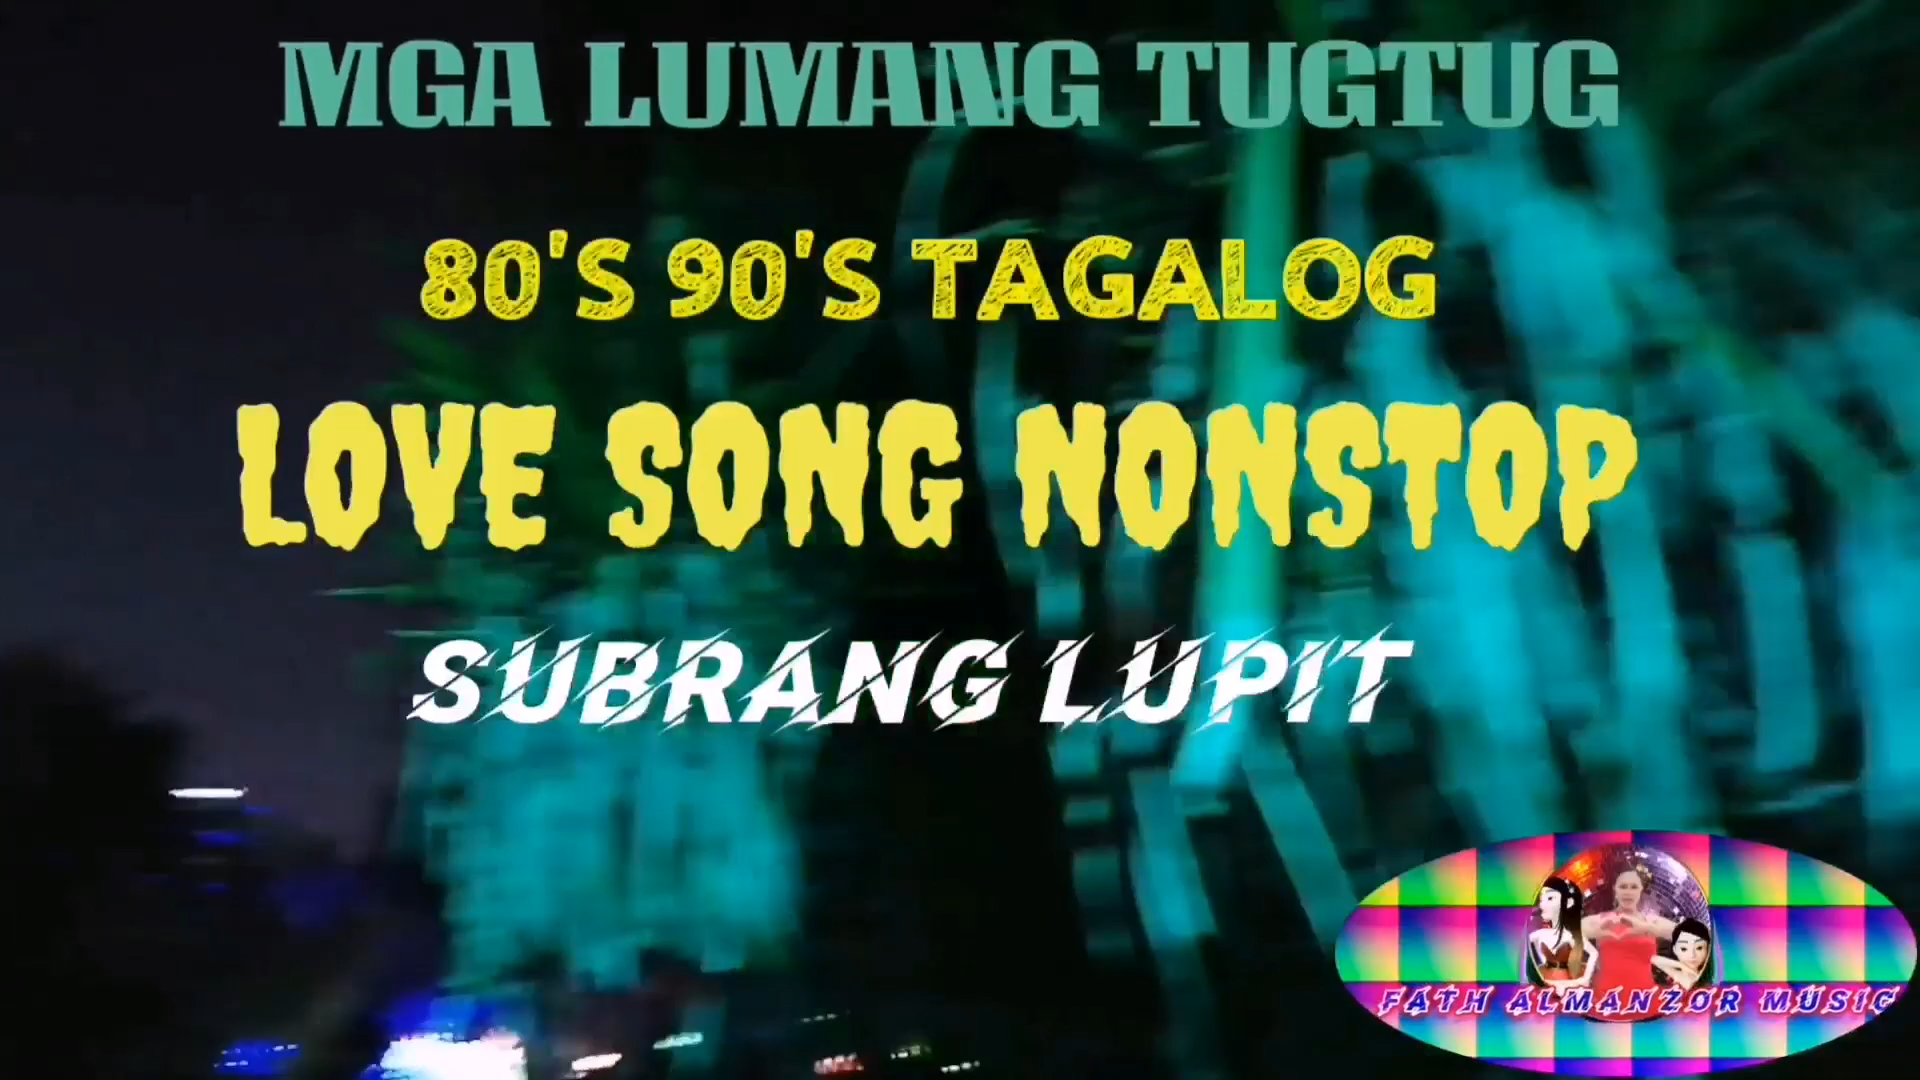 MGA LUMANG TUGTUG
80'S 90'S TAGALOG
LOVE SONG NONSTOP
SUBRANG LUPIT
FATH ALMANZOR MUSIC